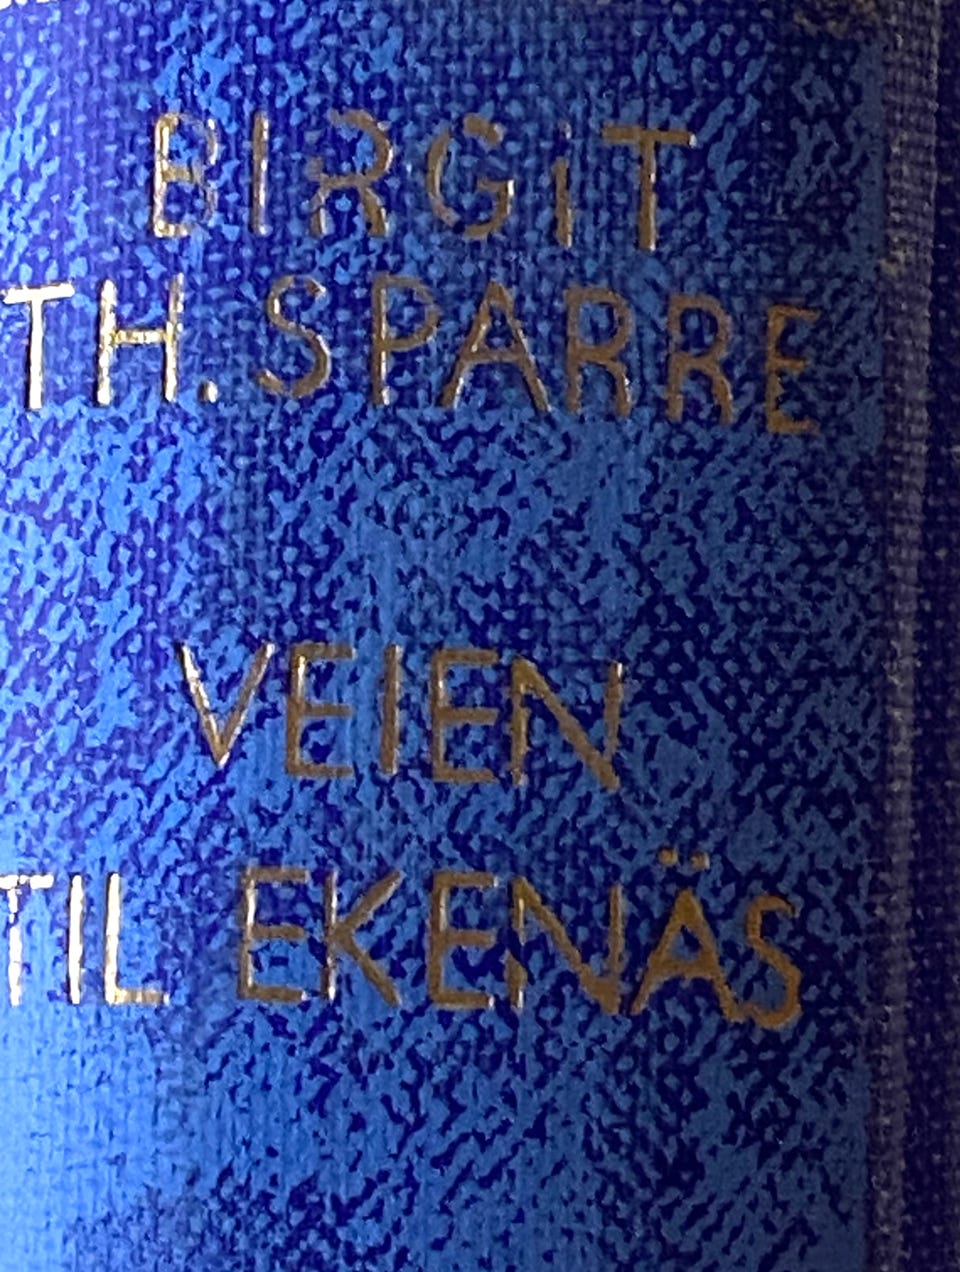 BIRGIT
TH. SPARRE
VEIEN
TIL EKENÄS